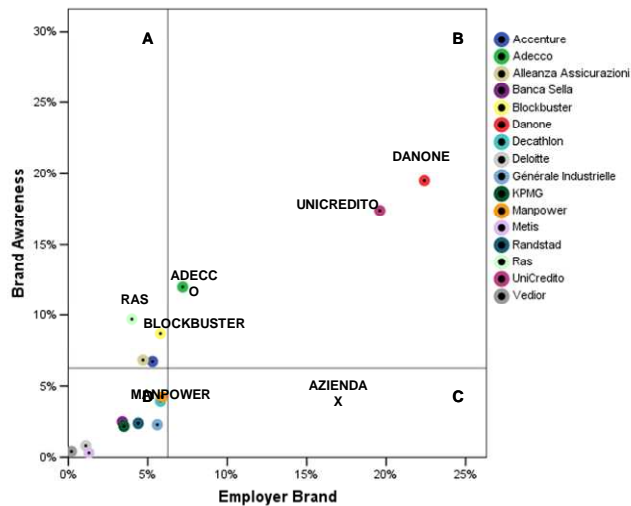 A
B
30%
25%
20%
15%
10%
5%
0%
Brand Awareness
DANONE
UNICREDITO
ADECC
O
RAS
BLOCKBUSTER
MANPOWER
D
AZIENDA
X
C
0%
5%
10%
15%
20%
25%
Employer Brand
Accenture
Adecco
Alleanza Assicurazioni
Banca Sella
Blockbuster
Danone
Decathlon
Deloitte
Générale Industrielle
KPMG
Manpower
Metis
Randstad
Ras
UniCredito
Vedior